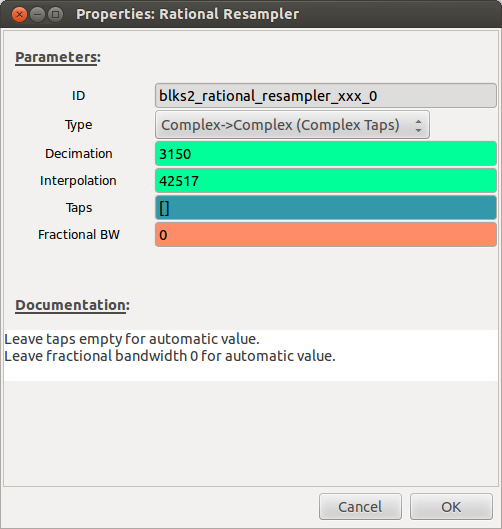 Properties: Rational Resampler
Parameters:
ID blks2_rational_resampler_xxx_0
Type Complex->Complex (Complex Taps)
Decimation 3150
Interpolation 42517
Taps []
Fractional BW 0
Documentation:
Leave taps empty for automatic value.
Leave fractional bandwidth 0 for automatic value.
Cancel OK